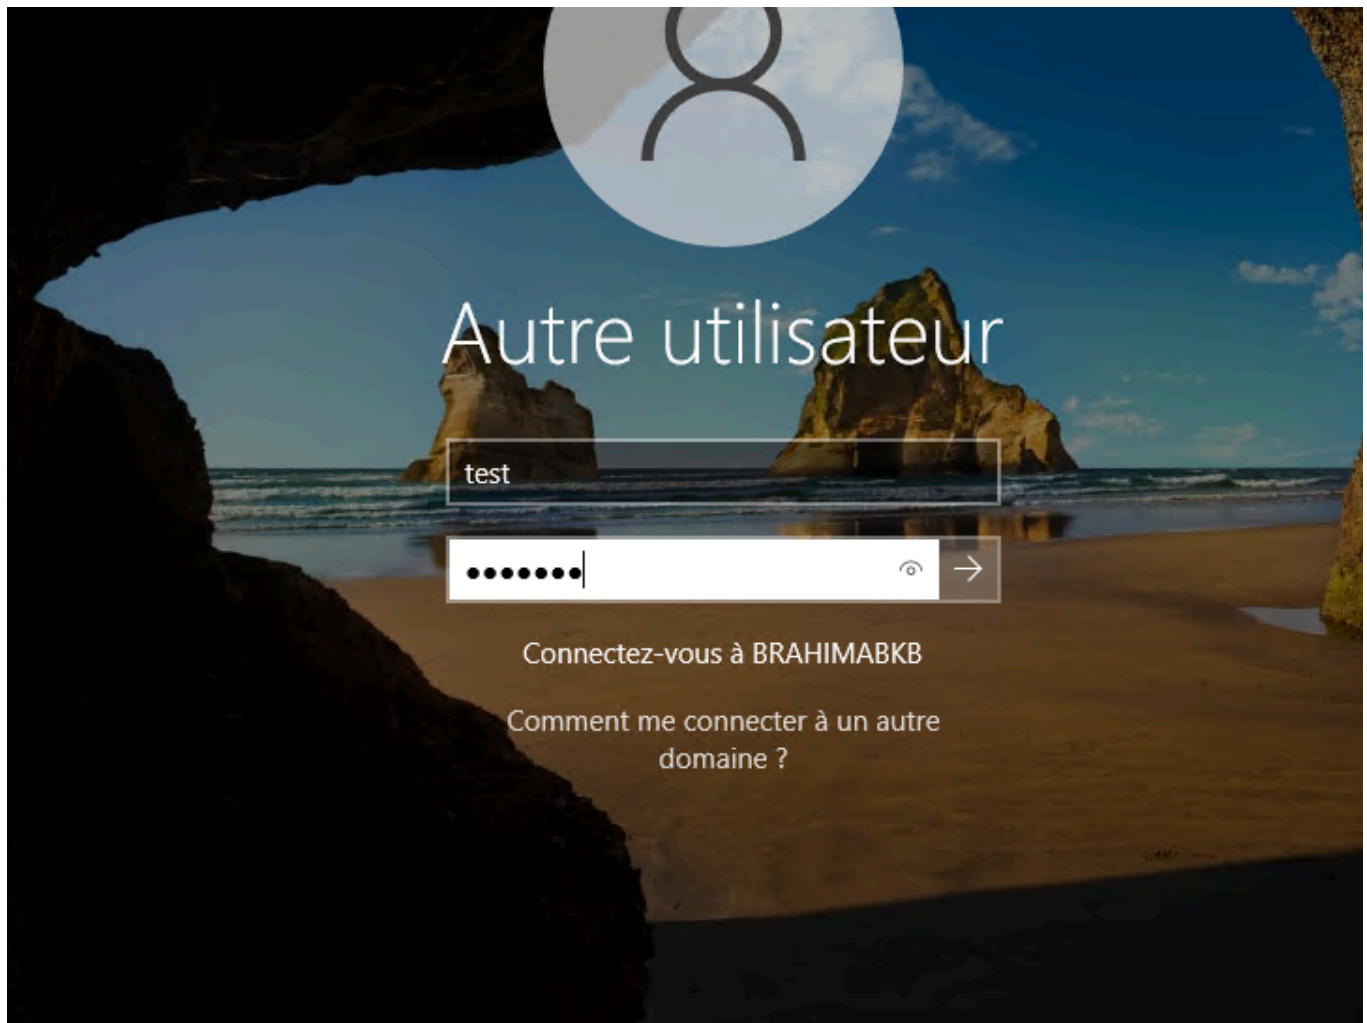 Autre utilisateur
test
Connectez-vous à BRAHIMABKB
Comment me connecter à un autre
domaine ?